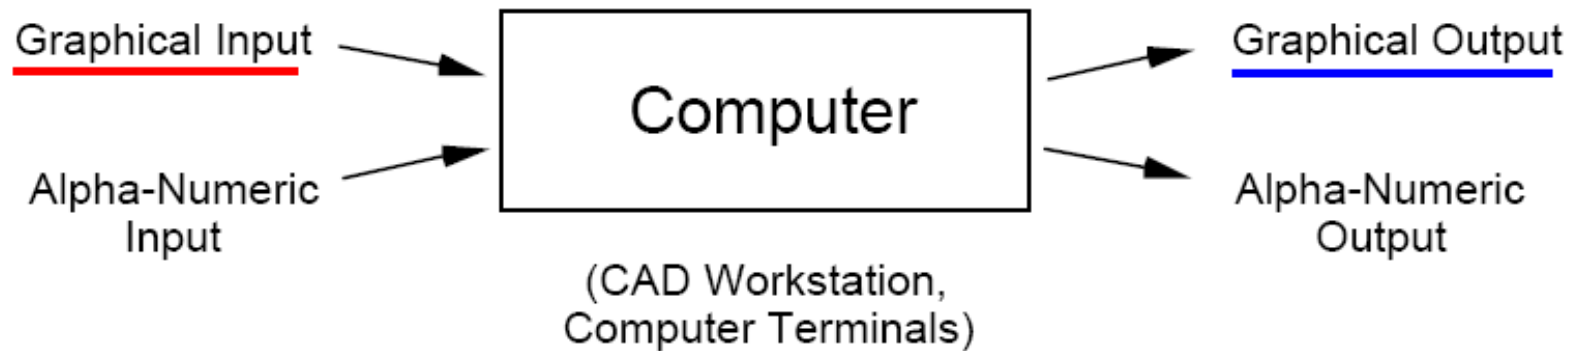 Graphical Input
Alpha-Numeric
Input
Computer
(CAD Workstation,
Computer Terminals)
Graphical Output
Alpha-Numeric
Output